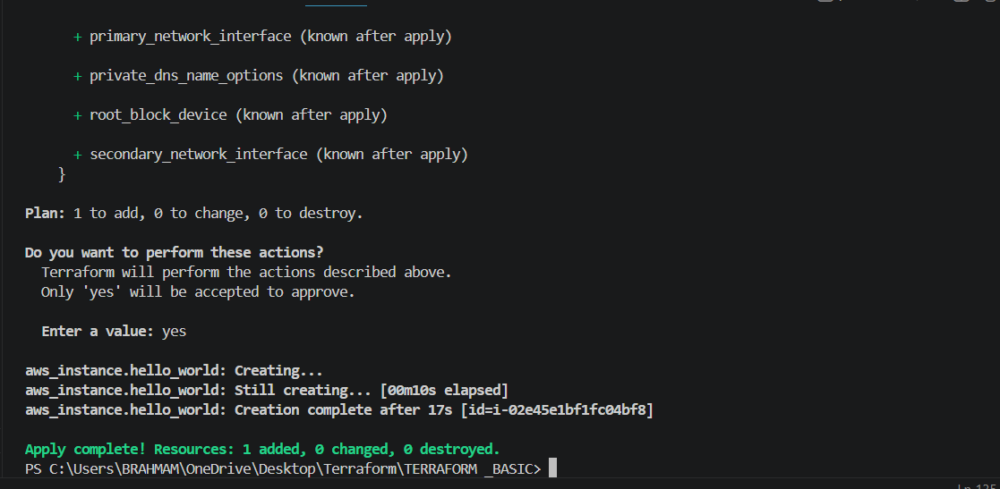 + primary_network_interface (known after apply)
+ private_dns_name_options (known after apply)
+ root_block_device (known after apply)
+ secondary_network_interface (known after apply)
}
Plan: 1 to add, 0 to change, 0 to destroy.
Do you want to perform these actions?
Terraform will perform the actions described above.
Only 'yes' will be accepted to approve.
Enter a value: yes
aws_instance.hello_world: Creating...
aws_instance.hello_world: Still creating... [00m10s elapsed]
aws_instance.hello_world: Creation complete after 17s [id=i-02e45e1bf1fc04bf8]
Apply complete! Resources: 1 added, 0 changed, 0 destroyed.
PS C:\Users\BRAHMAM\OneDrive\Desktop\Terraform\TERRAFORM _BASIC>